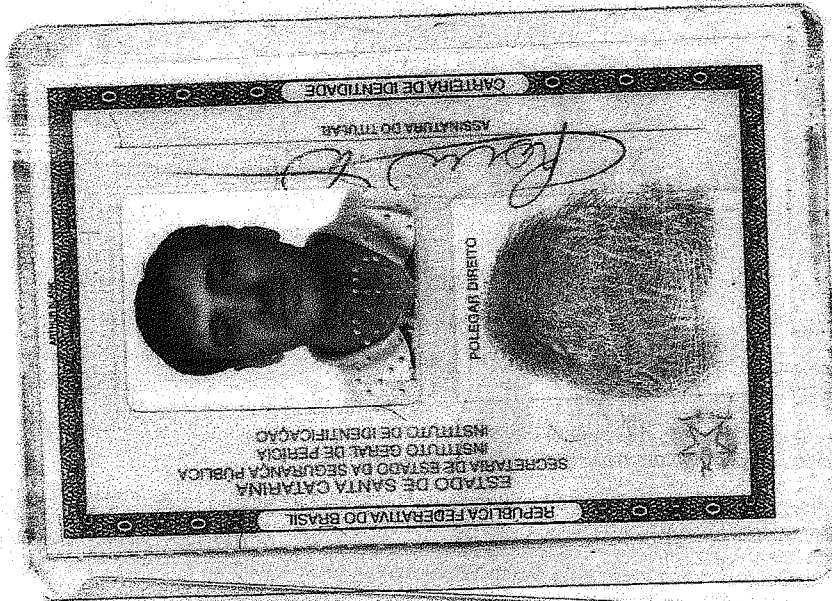 REPÚBLICA FEDERATIVA DO BRASIL
ESTADO DE SANTA CATARINA
SECRETARIA DE ESTADO DA SEGURANÇA PÚBLICA
INSTITUTO GERAL DE PERÍCIA
INSTITUTO DE IDENTIFICAÇÃO
POLEGAR DIREITO
ASSINATURA DO TITULAR
CARTEIRA DE IDENTIDADE